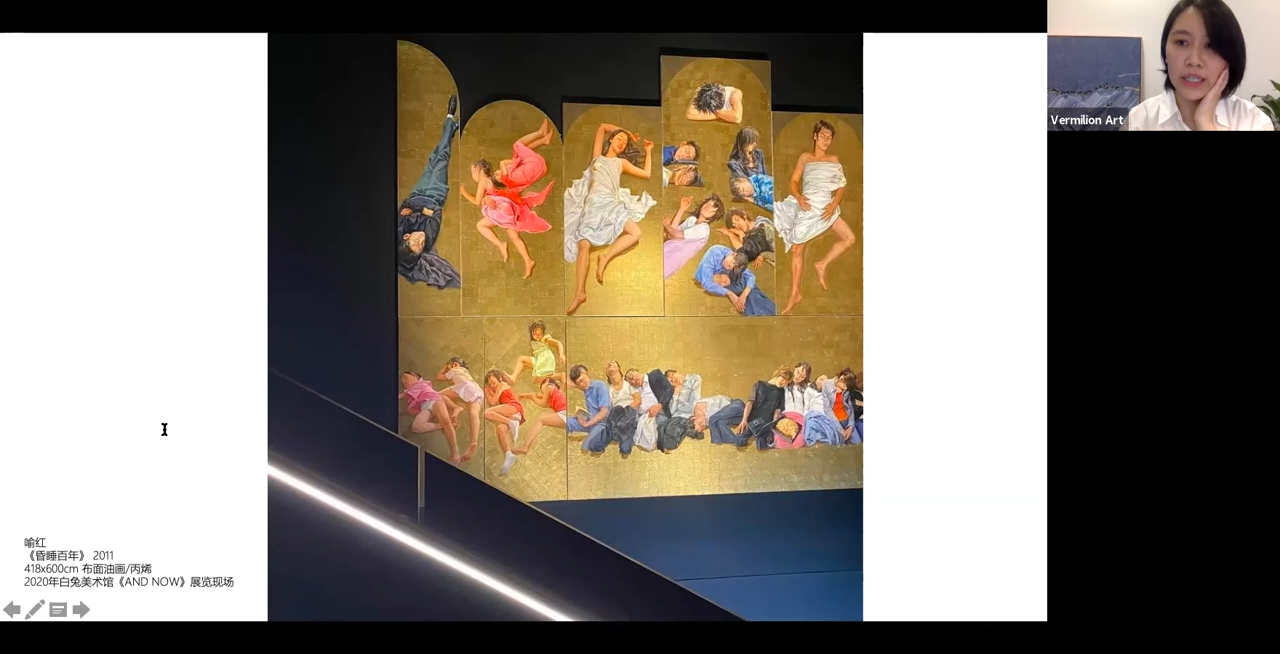 Vermilion Art
喻红
《昏睡百年》 2011
418x600cm 布面油画/丙烯
2020年白兔美术馆《AND NOW》展览现场